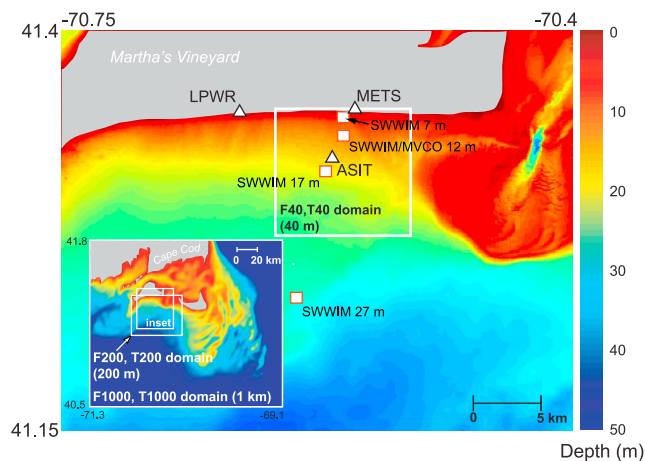 -70.75
-70.4
41.4
Martha's Vineyard
LPWR
METS
SWWIM 7 m
SWWIM/MVCO 12 m
ASIT
SWWIM 17 m
F40,T40 domain
(40 m)
41.8
Cape Cod
0 20 km
inset
SWWIM 27 m
F200, T200 domain
(200 m)
F1000, T1000 domain (1 km)
40.5
-71.3
-69.1
0
5 km
41.15
0
10
20
30
40
50
Depth (m)